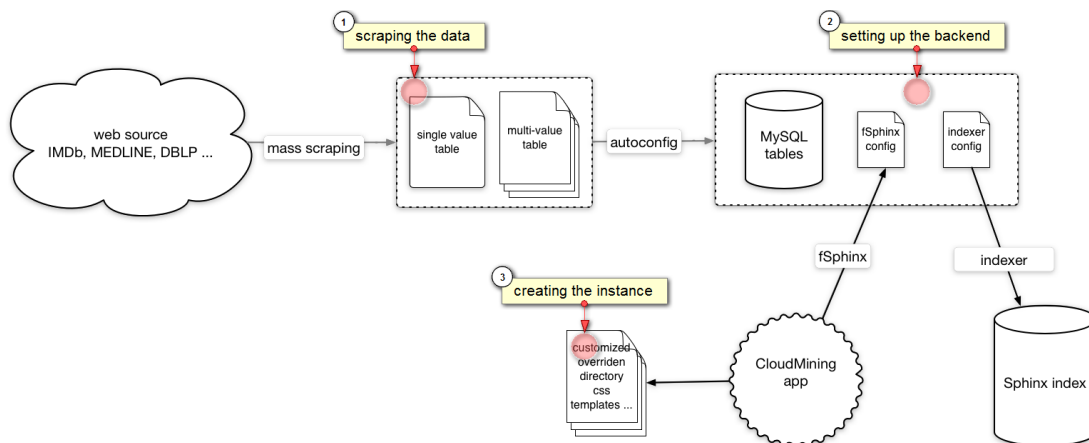 1
scraping the data
2
setting up the backend
web source
IMDb, MEDLINE, DBLP ...
mass scraping
single value
table
multi-value
table
autoconfig
MySQL
tables
fSphinx
config
indexer
config
fSphinx
indexer
3
creating the instance
customized
overriden
directory
css
templates ...
CloudMining
app
Sphinx index